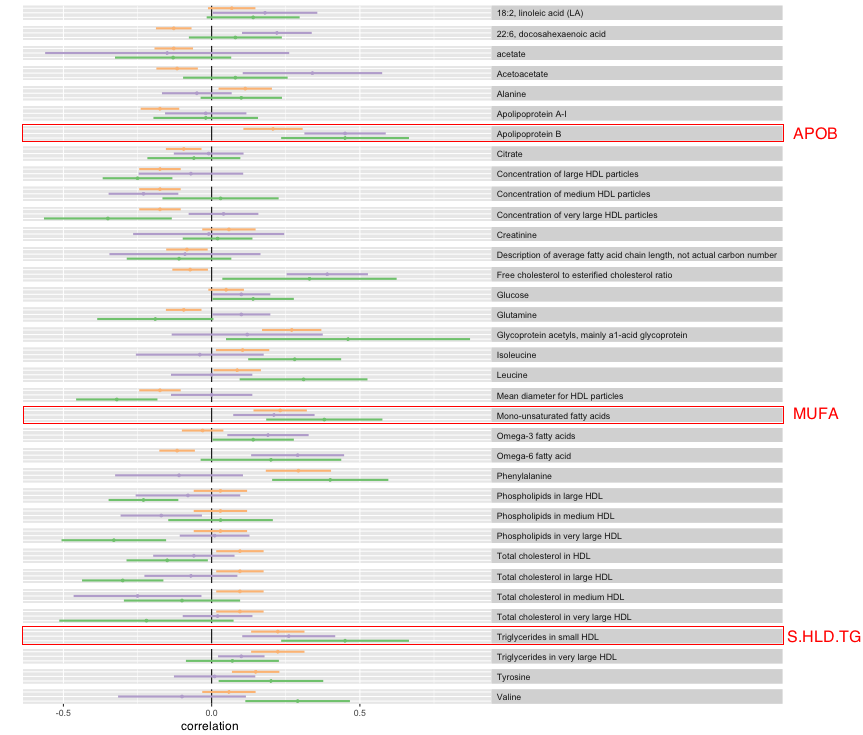 18:2, linoleic acid (LA)
22:6, docosahexaenoic acid
acetate
Acetoacetate
Alanine
Apolipoprotein A-I
Apolipoprotein B
APOB
Citrate
Concentration of large HDL particles
Concentration of medium HDL particles
Concentration of very large HDL particles
Creatinine
Description of average fatty acid chain length, not actual carbon number
Free cholesterol to esterified cholesterol ratio
Glucose
Glutamine
Glycoprotein acetyls, mainly a1-acid glycoprotein
Isoleucine
Leucine
Mean diameter for HDL particles
Mono-unsaturated fatty acids
MUFA
Omega-3 fatty acids
Omega-6 fatty acid
Phenylalanine
Phospholipids in large HDL
Phospholipids in medium HDL
Phospholipids in very large HDL
Total cholesterol in HDL
Total cholesterol in large HDL
Total cholesterol in medium HDL
Total cholesterol in very large HDL
Triglycerides in small HDL
S.HLD.TG
Triglycerides in very large HDL
Tyrosine
Valine
-0.5 0.0 0.5
correlation